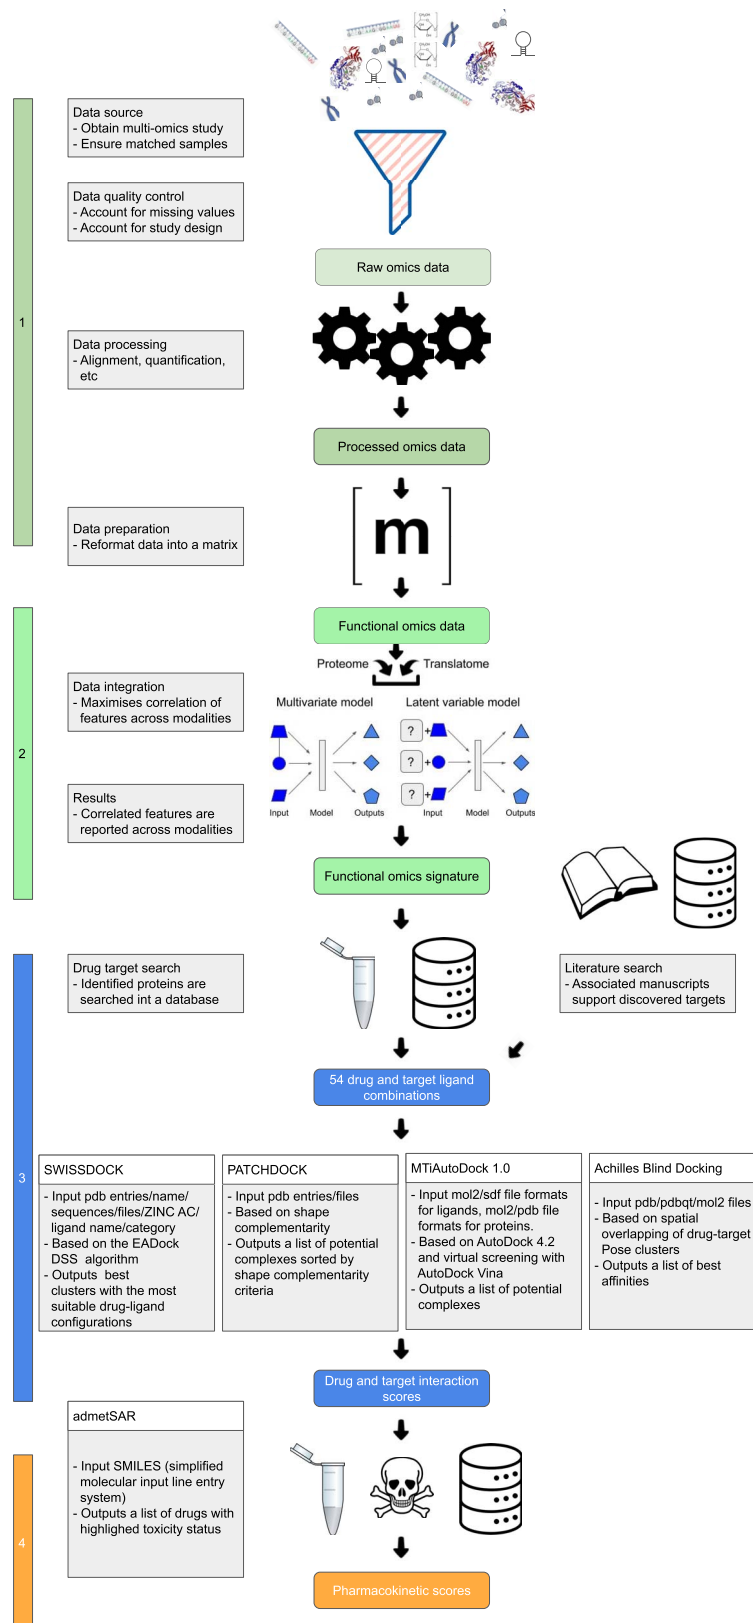 Data source
- Obtain multi-omics study
- Ensure matched samples
Data quality control
- Account for missing values
- Account for study design
Raw omics data
1
Data processing
- Alignment, quantification,
etc
Processed omics data
Data preparation
- Reformat data into a matrix
m
Functional omics data
Proteome
Translatome
2
Data integration
- Maximises correlation of
features across modalities
Multivariate model
Latent variable model
?
+
?
+
?
+
Input
Model
Outputs
Input
Model
Outputs
Results
- Correlated features are
reported across modalities
Functional omics signature
3
Drug target search
- Identified proteins are
searched int a database
Literature search
- Associated manuscripts
support discovered targets
54 drug and target ligand
combinations
SWISSDOCK
- Input pdb entries/name/
sequences/files/ZINC AC/
ligand name/category
- Based on the EADock
DSS algorithm
- Outputs best
clusters with the most
suitable drug-ligand
configurations
PATCHDOCK
- Input pdb entries/files
- Based on shape
complementarity
- Outputs a list of potential
complexes sorted by
shape complementarity
criteria
MTiAutoDock 1.0
- Input mol2/sdf file formats
for ligands, mol2/pdb file
formats for proteins.
- Based on AutoDock 4.2
and virtual screening with
AutoDock Vina
- Outputs a list of potential
complexes
Achilles Blind Docking
- Input pdb/pdbqt/mol2 files
- Based on spatial
overlapping of drug-target
Pose clusters
- Outputs a list of best
affinities
Drug and target interaction
scores
4
admetSAR
- Input SMILES (simplified
molecular input line entry
system)
- Outputs a list of drugs with
highlighed toxicity status
Pharmacokinetic scores